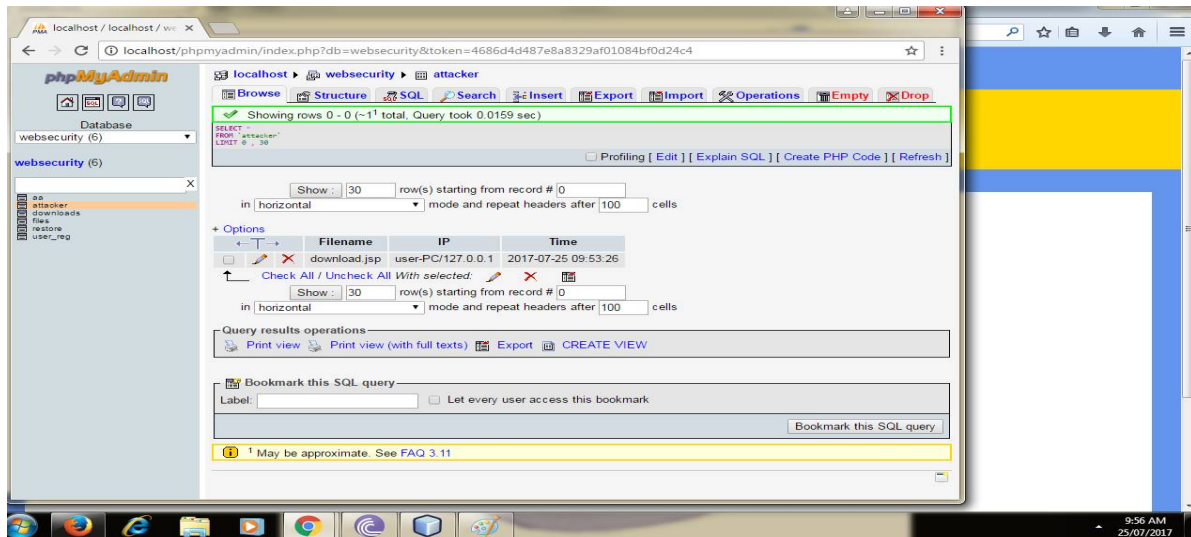 localhost / localhost / we
localhost/phpmyadmin/index.php?db=websecurity&token=4686d4d487e8a8329af01084bf0d24c4
phpMyAdmin
SQL
Database
websecurity (6)
websecurity (6)
X
aa
attacker
downloads
files
restore
user_reg
localhost ▸ websecurity ▸ attacker
Browse Structure SQL Search Insert Export Import Operations Empty Drop
Showing rows 0 - 0 (~1¹ total, Query took 0.0159 sec)
SELECT *
FROM `attacker`
LIMIT 0 , 30
Profiling [ Edit ] [ Explain SQL ] [ Create PHP Code ] [ Refresh ]
Show : 30 row(s) starting from record # 0
in horizontal mode and repeat headers after 100 cells
+ Options
←T→ Filename IP Time
download.jsp user-PC/127.0.0.1 2017-07-25 09:53:26
Check All / Uncheck All With selected:
Show : 30 row(s) starting from record # 0
in horizontal mode and repeat headers after 100 cells
Query results operations
Print view Print view (with full texts) Export CREATE VIEW
Bookmark this SQL query
Label: Let every user access this bookmark
Bookmark this SQL query
¹ May be approximate. See FAQ 3.11
9:56 AM
25/07/2017